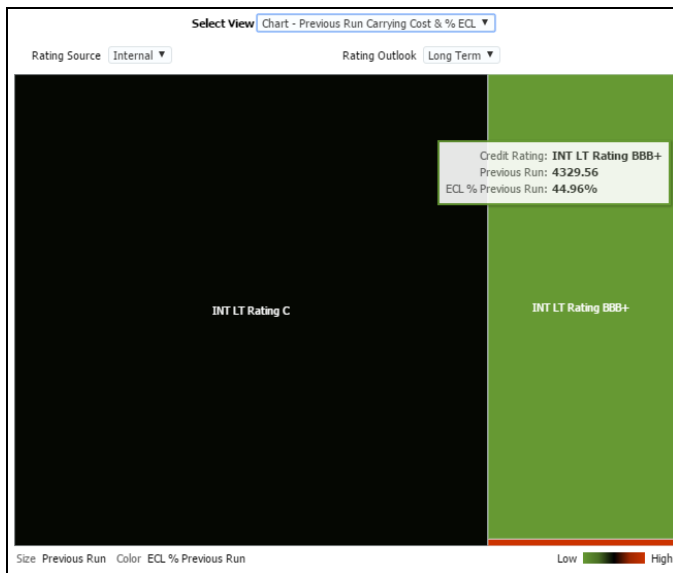 Select View Chart - Previous Run Carrying Cost & % ECL
Rating Source Internal Rating Outlook Long Term
Credit Rating: INT LT Rating BBB+
Previous Run: 4329.56
ECL % Previous Run: 44.96%
INT LT Rating C INT LT Rating BBB+
Size Previous Run Color ECL % Previous Run Low High